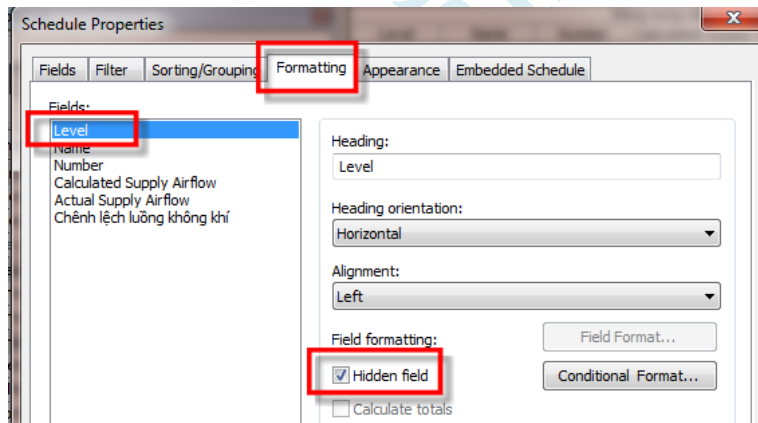 Schedule Properties
Fields Filter Sorting/Grouping Formatting Appearance Embedded Schedule
Fields:
Level
Name
Number
Calculated Supply Airflow
Actual Supply Airflow
Chênh lệch luồng không khí
Heading:
Level
Heading orientation:
Horizontal
Alignment:
Left
Field formatting:
Field Format...
Hidden field
Conditional Format...
Calculate totals